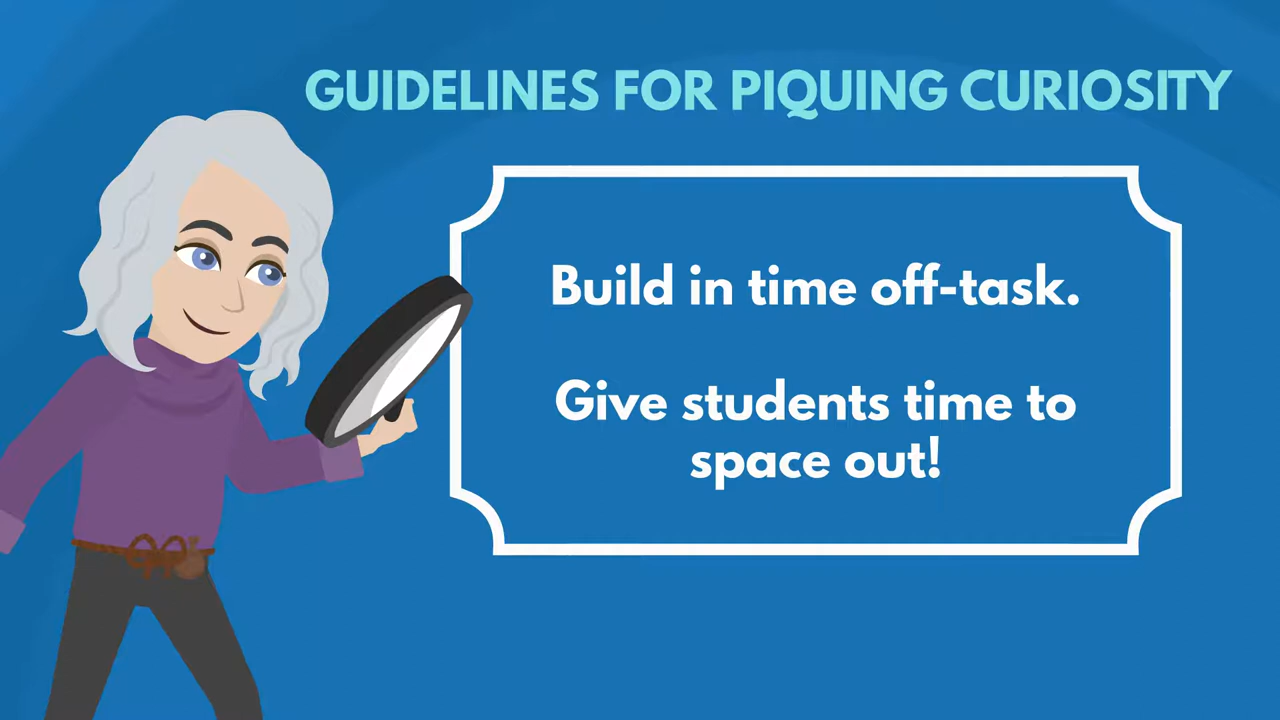 GUIDELINES FOR PIQUING CURIOSITY
Build in time off-task.
Give students time to
space out!